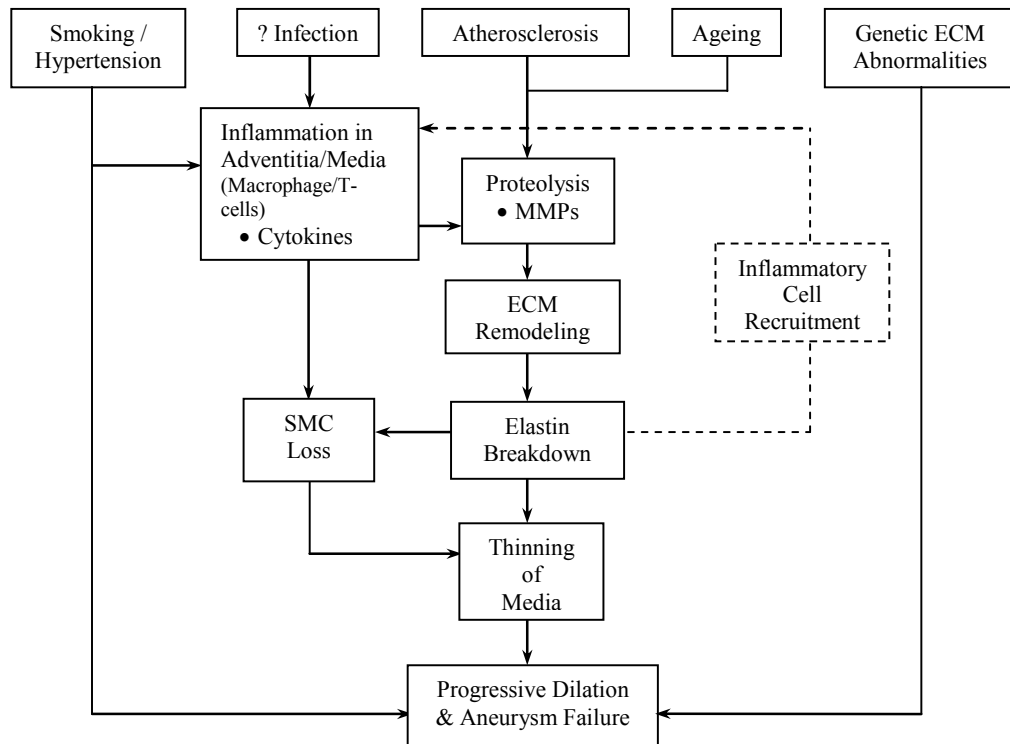 Smoking /
Hypertension
? Infection
Atherosclerosis
Ageing
Genetic ECM
Abnormalities
Inflammation in
Adventitia/Media
(Macrophage/T-
cells)
• Cytokines
Proteolysis
• MMPs
Inflammatory
Cell
Recruitment
ECM
Remodeling
SMC
Loss
Elastin
Breakdown
Thinning
of
Media
Progressive Dilation
& Aneurysm Failure